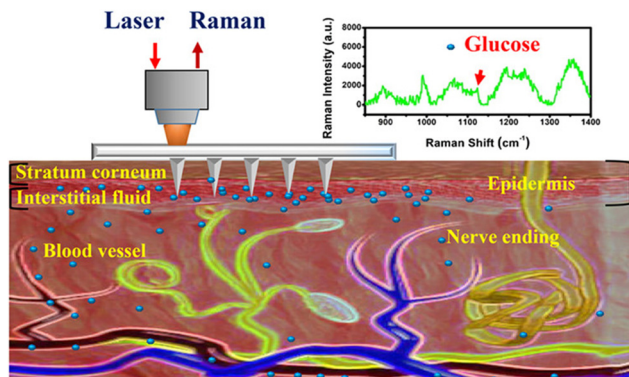 Laser Raman
Glucose
Raman Intensity (a.u.)
8000
6000
4000
2000
0
900 1000 1100 1200 1300 1400
Raman Shift (cm⁻¹)
Stratum corneum
Interstitial fluid
Epidermis
Blood vessel
Nerve ending